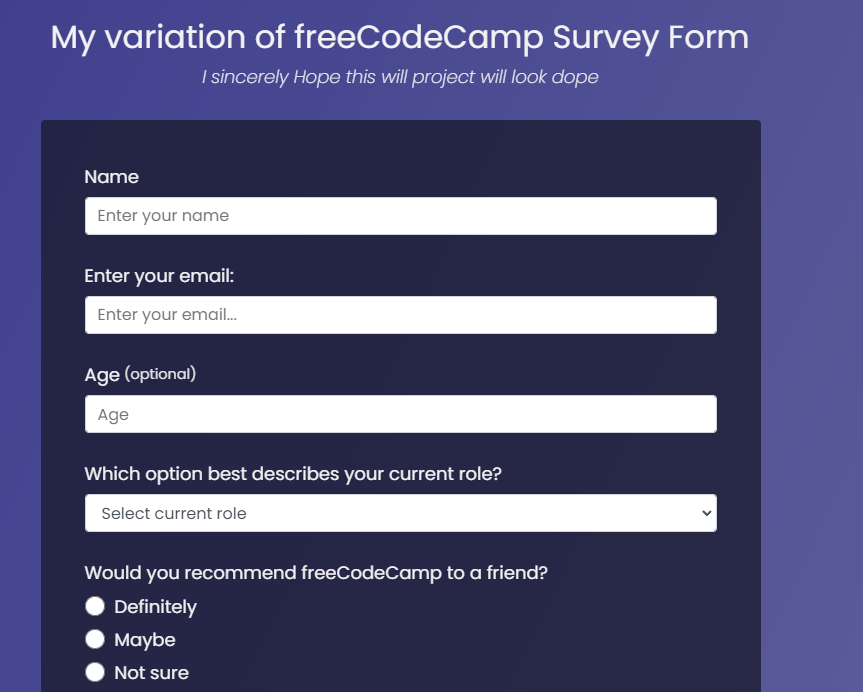 My variation of freeCodeCamp Survey Form
I sincerely Hope this will project will look dope
Name
Enter your name
Enter your email:
Enter your email...
Age (optional)
Age
Which option best describes your current role?
Select current role
Would you recommend freeCodeCamp to a friend?
Definitely
Maybe
Not sure